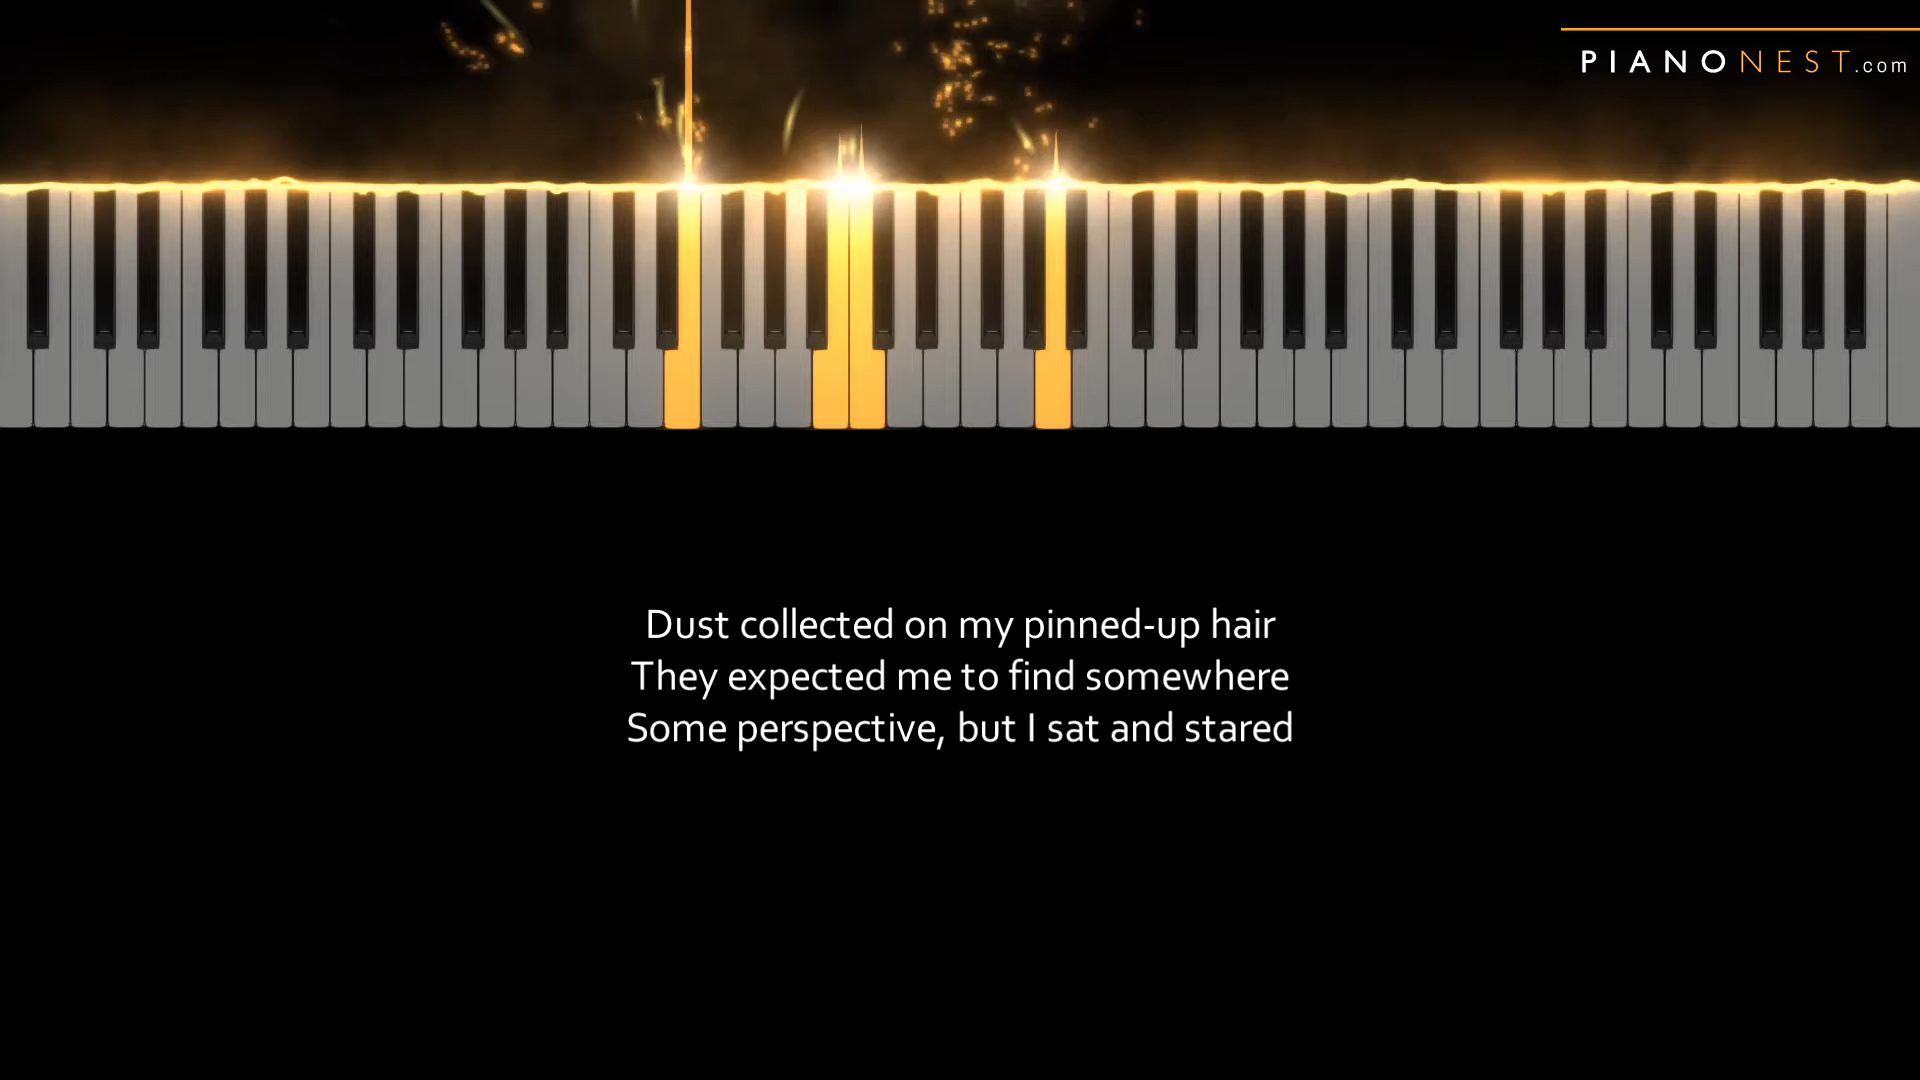 PIANONEST.com
Dust collected on my pinned-up hair
They expected me to find somewhere
Some perspective, but I sat and stared